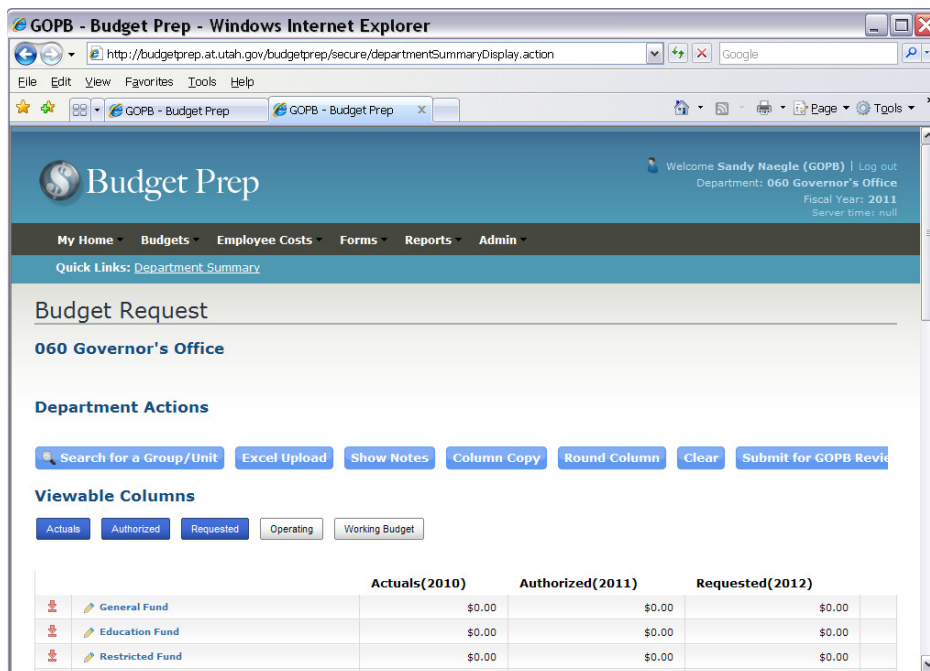 GOPB - Budget Prep - Windows Internet Explorer
http://budgetprep.at.utah.gov/budgetprep/secure/departmentSummaryDisplay.action Google
File Edit View Favorites Tools Help
GOPB - Budget Prep GOPB - Budget Prep x Page Tools
Welcome Sandy Naegle (GOPB) | Log out
Department: 060 Governor's Office
Fiscal Year: 2011
Server time: null
$ Budget Prep
My Home Budgets Employee Costs Forms Reports Admin
Quick Links: Department Summary
Budget Request
060 Governor's Office
Department Actions
Search for a Group/Unit Excel Upload Show Notes Column Copy Round Column Clear Submit for GOPB Revie
Viewable Columns
Actuals Authorized Requested Operating Working Budget
Actuals(2010) Authorized(2011) Requested(2012)
General Fund $0.00 $0.00 $0.00
Education Fund $0.00 $0.00 $0.00
Restricted Fund $0.00 $0.00 $0.00